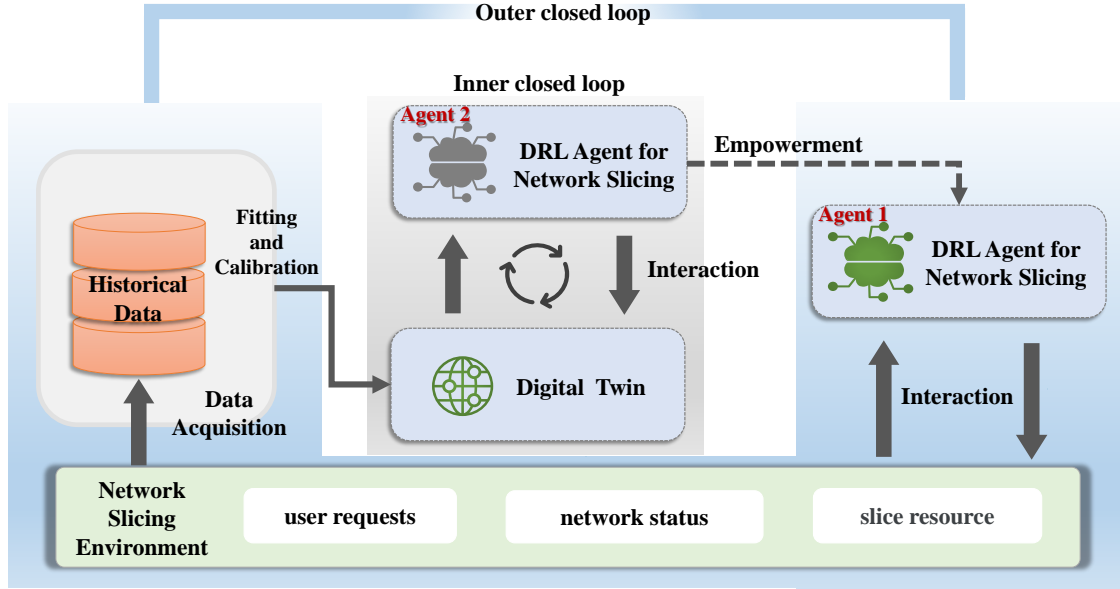 Outer closed loop
Inner closed loop
Agent 2
DRL Agent for
Network Slicing
Empowerment
Agent 1
DRL Agent for
Network Slicing
Fitting
and
Calibration
Historical
Data
Interaction
Digital Twin
Data
Acquisition
Interaction
Network
Slicing
Environment
user requests
network status
slice resource